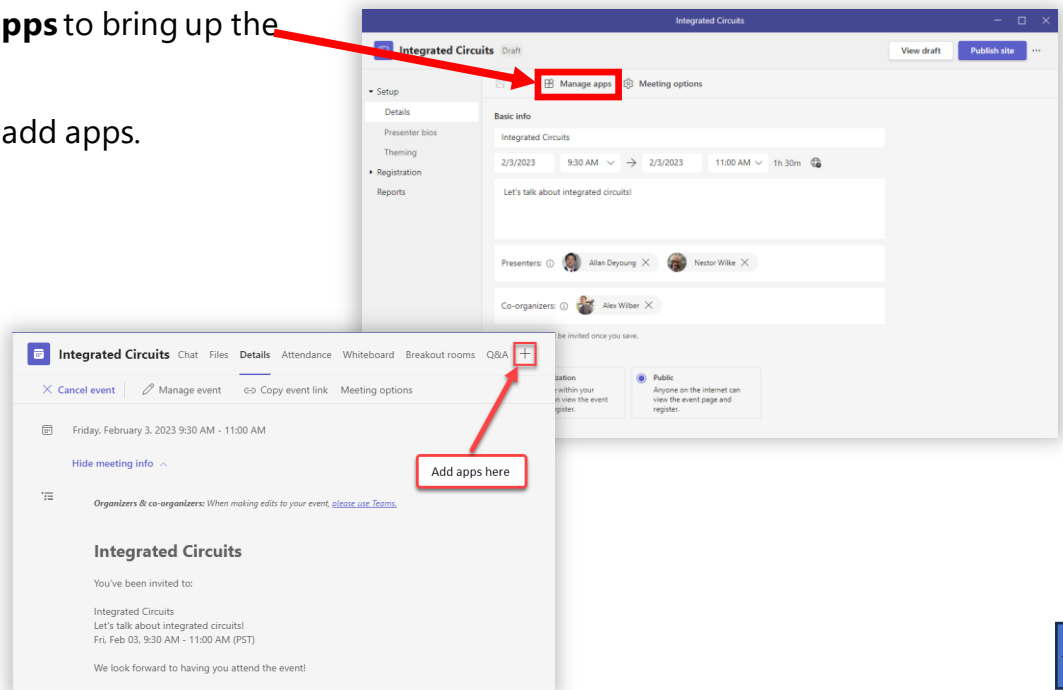 pps to bring up the
add apps.
Integrated Circuits
Integrated Circuits Draft
View draft Publish site ...
Setup
Details
Presenter bios
Theming
Registration
Reports
Manage apps Meeting options
Basic info
Integrated Circuits
2/3/2023 9:30 AM → 2/3/2023 11:00 AM 1h 30m
Let's talk about integrated circuits!
Presenters: Allan Deyoung Nestor Wilke
Co-organizers: Alex Wilber
be invited once you save.
within your
n view the event
Public
Anyone on the internet can
view the event page and
register.
Integrated Circuits Chat Files Details Attendance Whiteboard Breakout rooms Q&A +
Cancel event Manage event Copy event link Meeting options
Friday, February 3, 2023 9:30 AM - 11:00 AM
Hide meeting info
Add apps here
Organizers & co-organizers: When making edits to your event, please use Teams.
Integrated Circuits
You've been invited to:
Integrated Circuits
Let's talk about integrated circuits!
Fri, Feb 03, 9:30 AM - 11:00 AM (PST)
We look forward to having you attend the event!